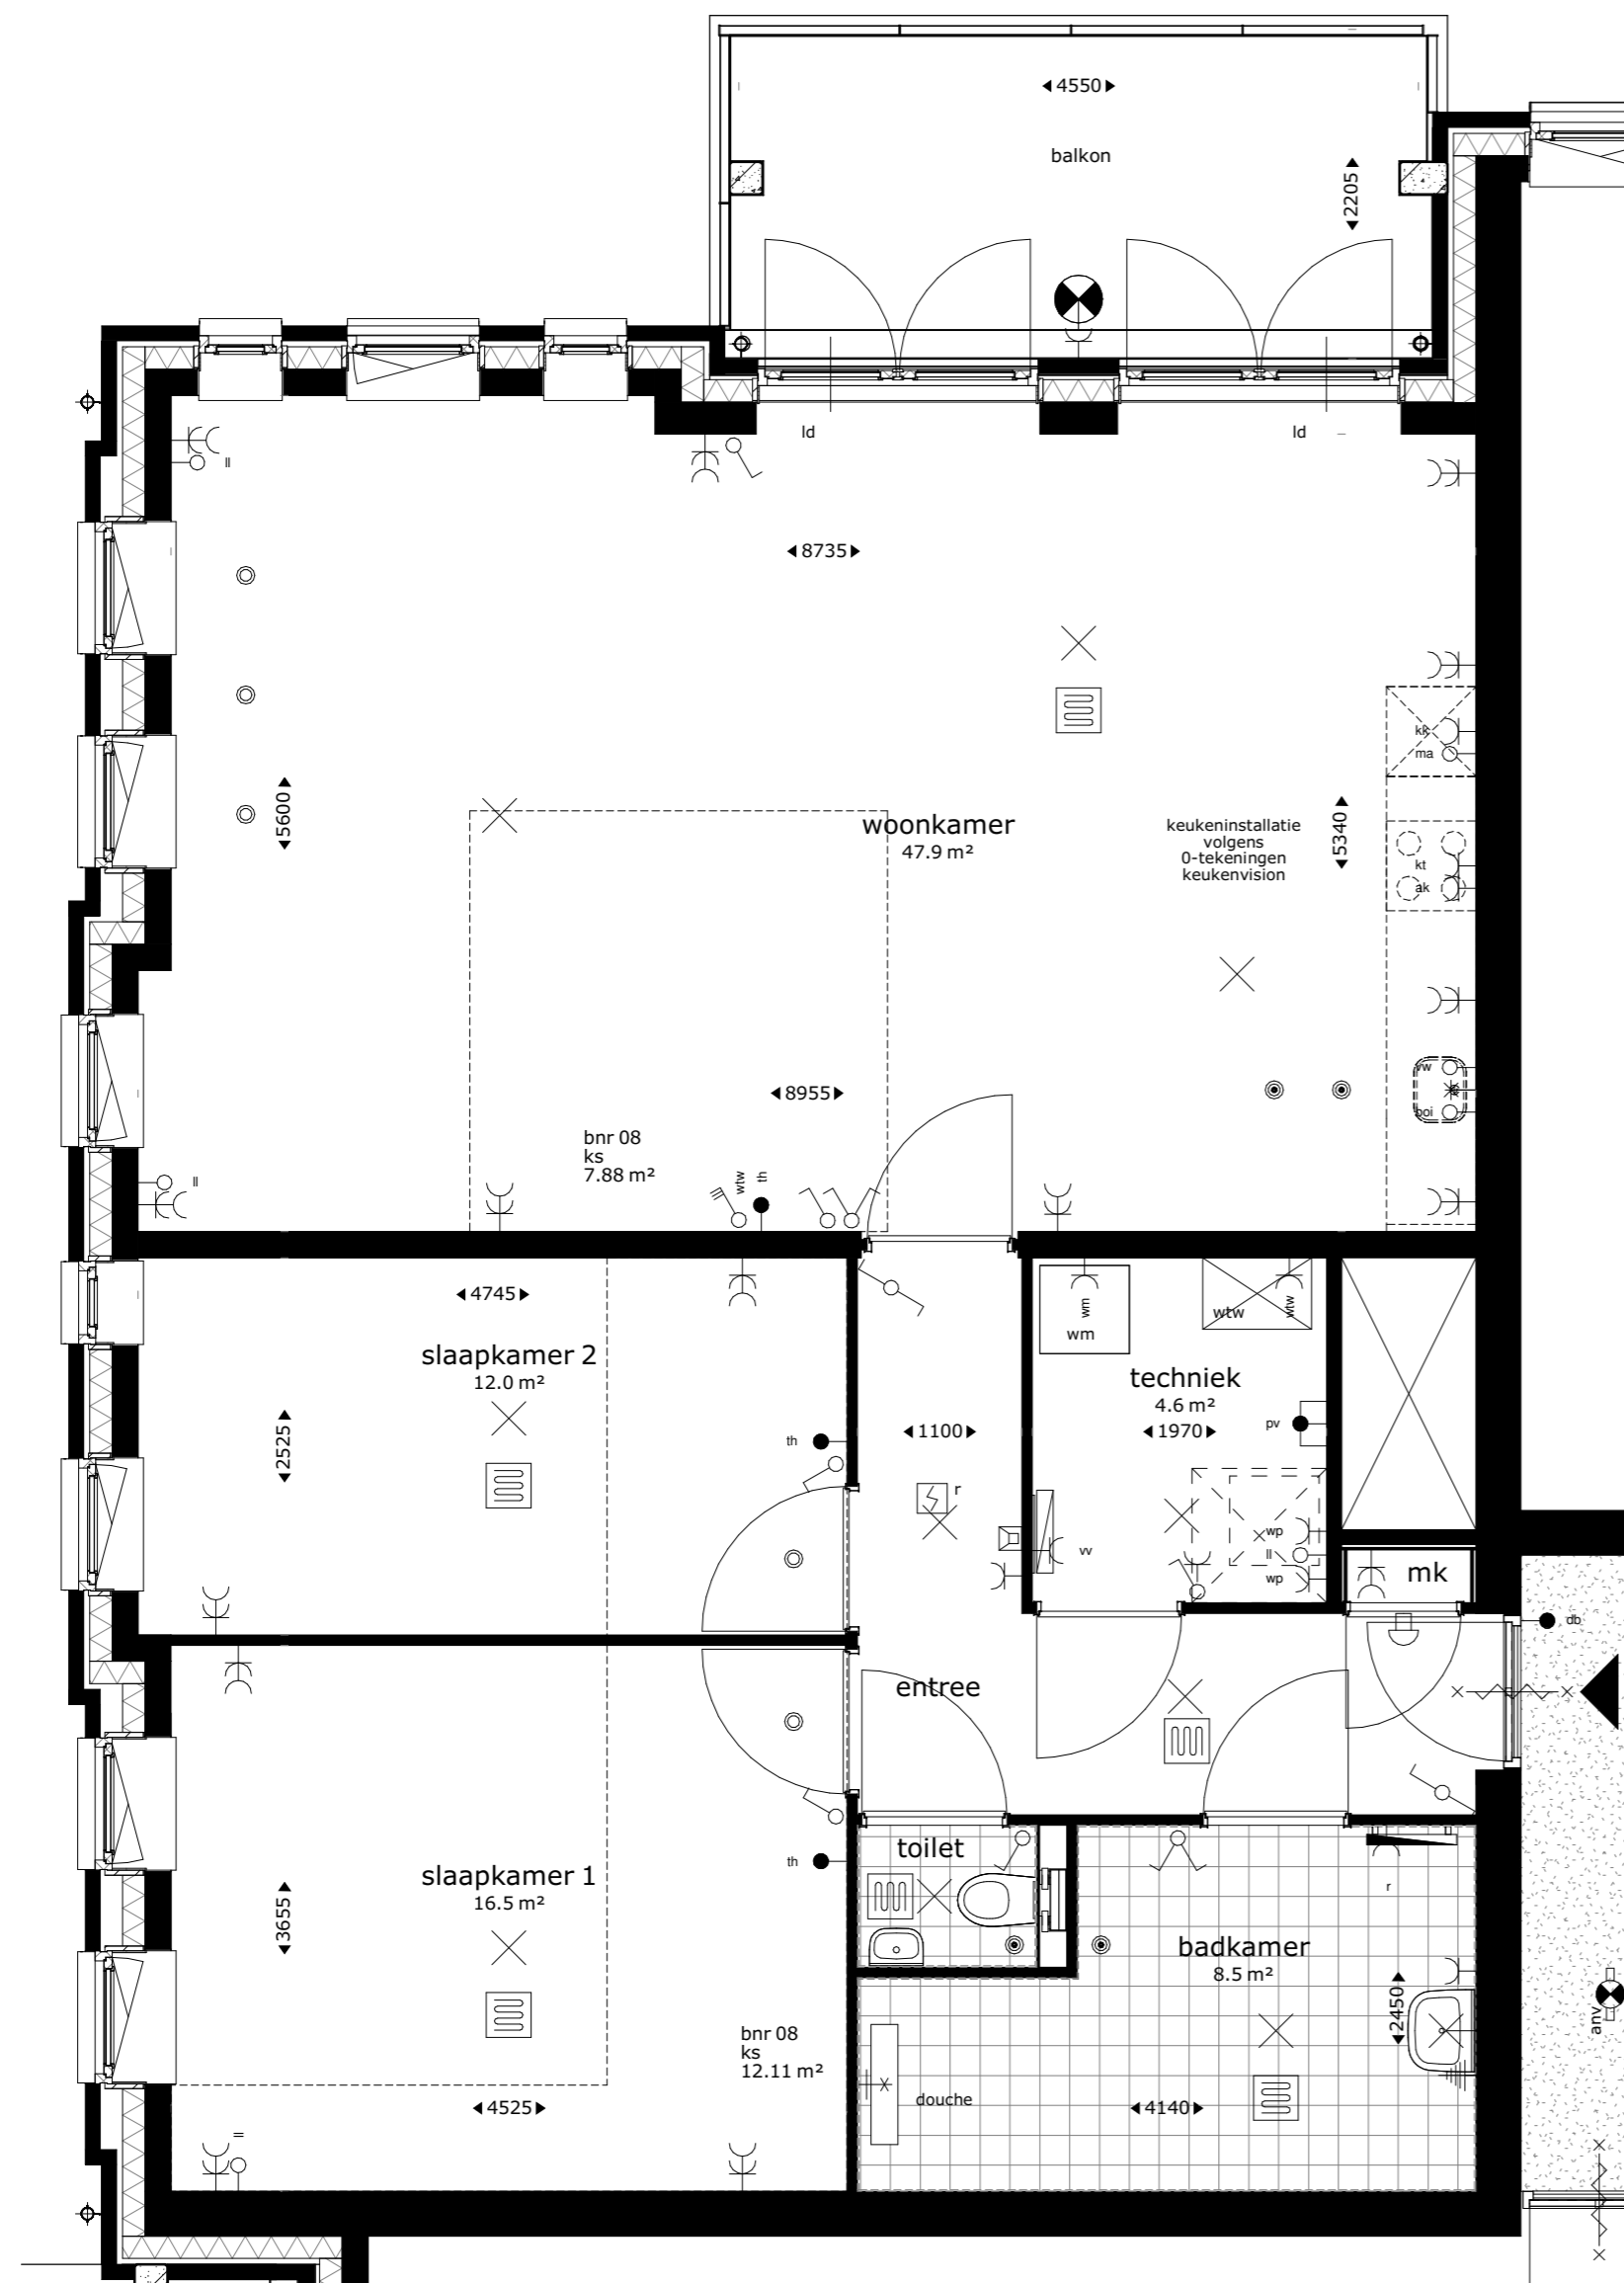 4550
balkon
2205
ld
ld
ll
8735
kk
ma
5600
woonkamer
47.9 m²
keukeninstallatie
volgens
0-tekeningen
keukenvision
5340
kt
ak
8955
vw
boi
bnr 08
ks
7.88 m²
wtw
th
ll
4745
wm
wm
wtw
wtw
slaapkamer 2
12.0 m²
techniek
4.6 m²
1100
1970
pv
2525
th
r
vv
wp
ll
wp
mk
db
entree
toilet
slaapkamer 1
16.5 m²
th
3655
r
badkamer
8.5 m²
2450
anv
bnr 08
ks
12.11 m²
douche
4525
4140